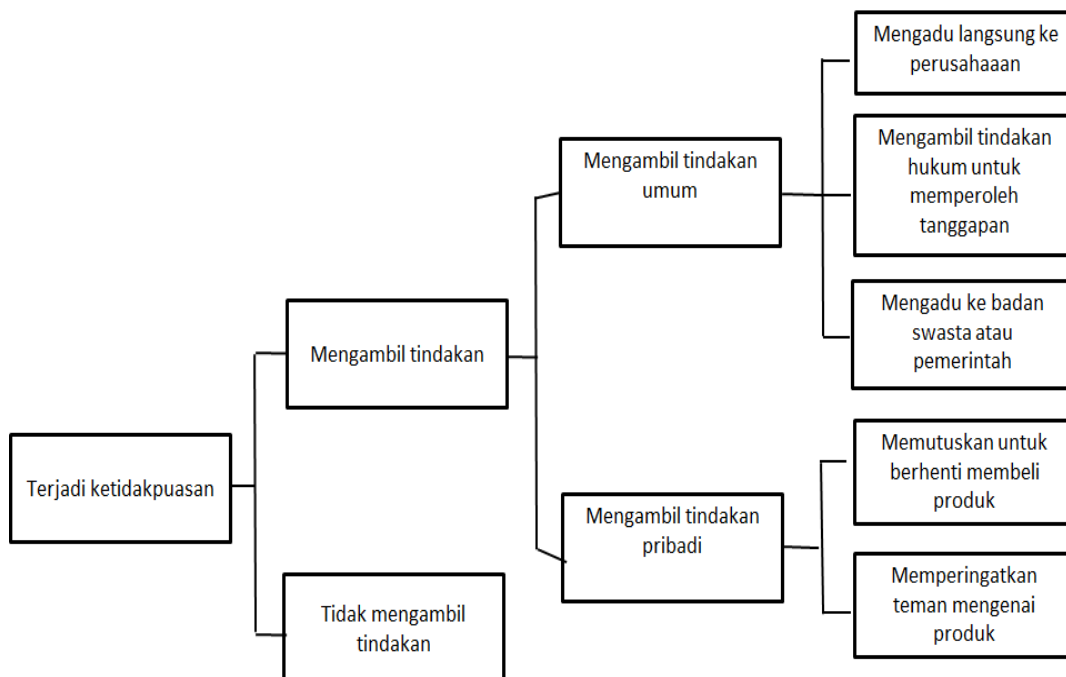 Mengadu langsung ke
perusahaaan
Mengambil tindakan
hukum untuk
memperoleh
tanggapan
Mengambil tindakan
umum
Mengadu ke badan
swasta atau
pemerintah
Mengambil tindakan
Terjadi ketidakpuasan
Memutuskan untuk
berhenti membeli
produk
Mengambil tindakan
pribadi
Memperingatkan
teman mengenai
produk
Tidak mengambil
tindakan